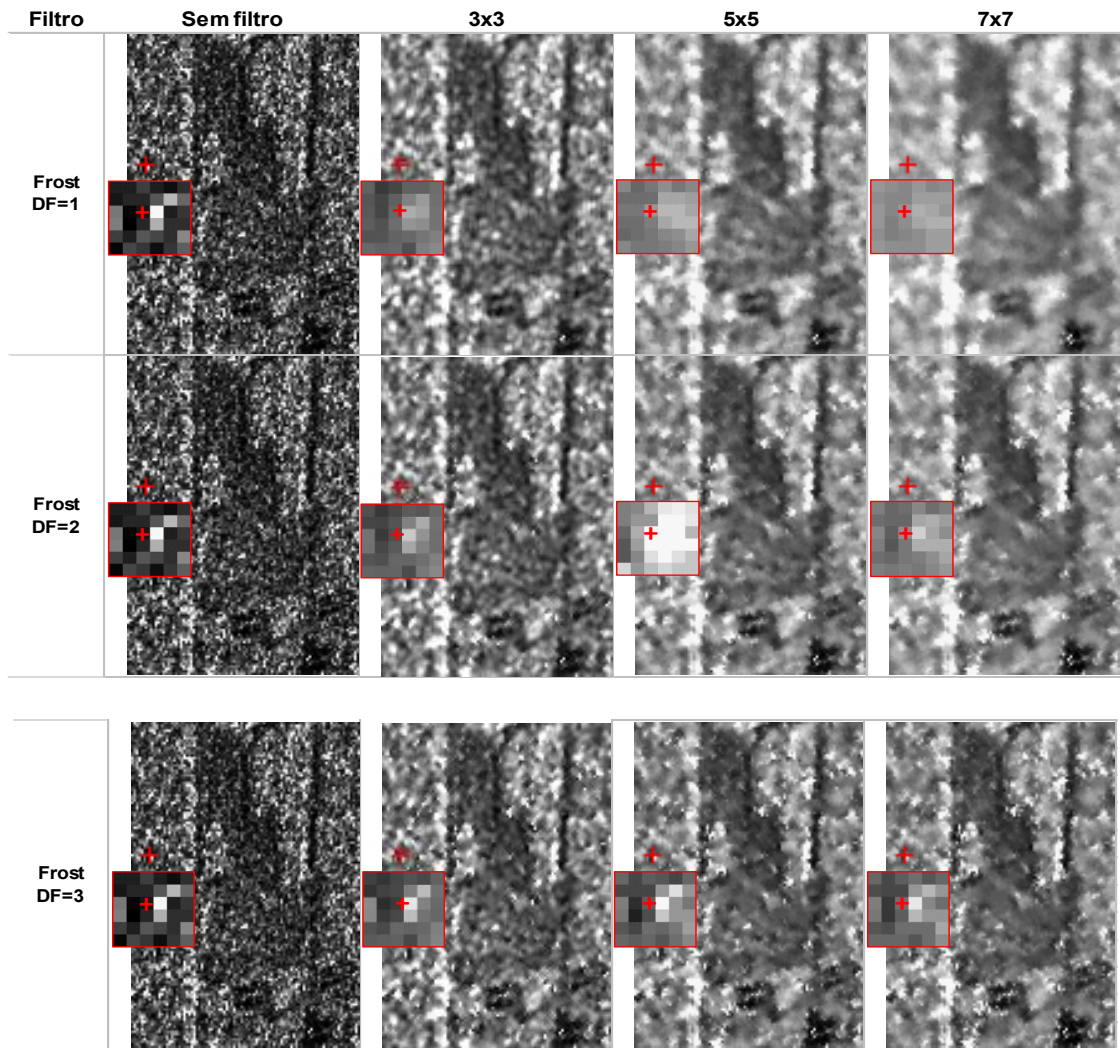 Filtro Sem filtro 3x3 5x5 7x7
Frost
DF=1
Frost
DF=2
Frost
DF=3